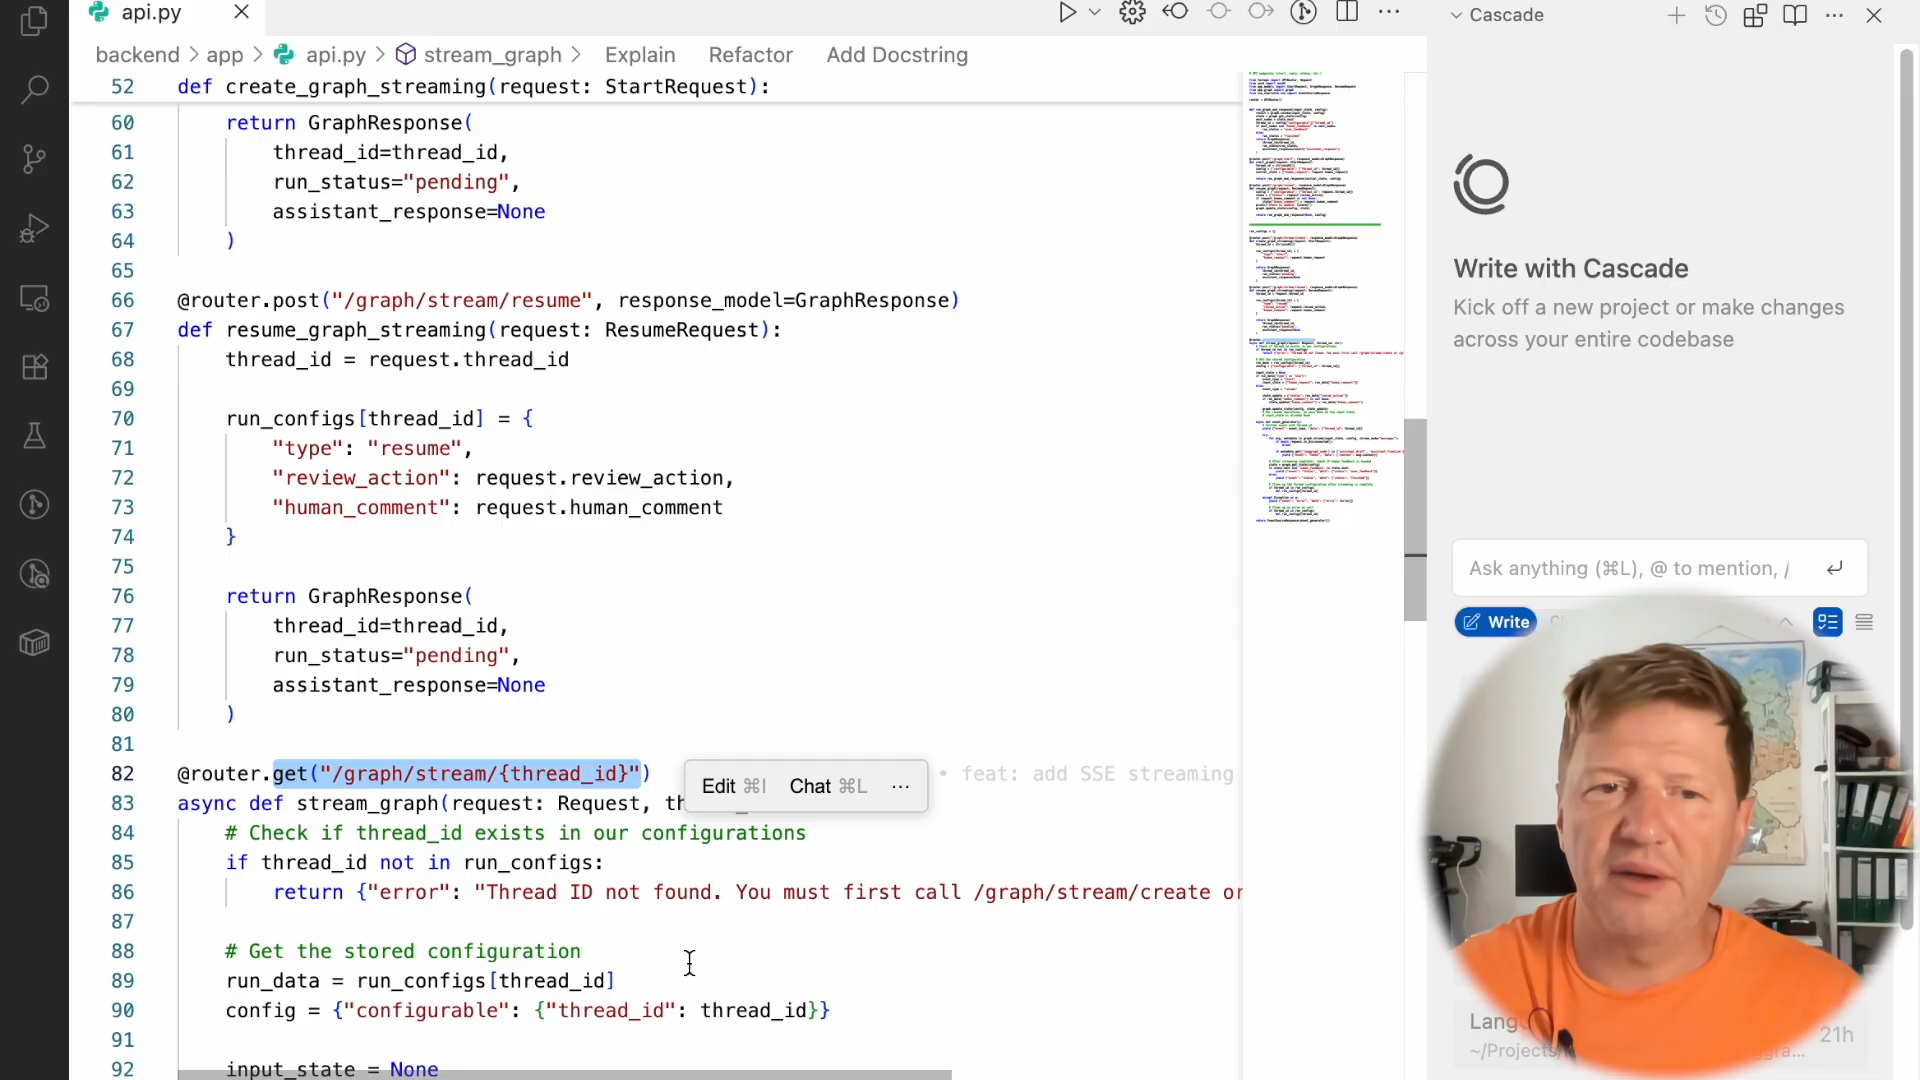 api.py
backend > app > api.py > stream_graph > Explain Refactor Add Docstring
52 def create_graph_streaming(request: StartRequest):
60 return GraphResponse(
61 thread_id=thread_id,
62 run_status="pending",
63 assistant_response=None
64 )
65
66 @router.post("/graph/stream/resume", response_model=GraphResponse)
67 def resume_graph_streaming(request: ResumeRequest):
68 thread_id = request.thread_id
69
70 run_configs[thread_id] = {
71 "type": "resume",
72 "review_action": request.review_action,
73 "human_comment": request.human_comment
74 }
75
76 return GraphResponse(
77 thread_id=thread_id,
78 run_status="pending",
79 assistant_response=None
80 )
81
82 @router.get("/graph/stream/{thread_id}") • feat: add SSE streaming
Edit ⌘I Chat ⌘L ···
83 async def stream_graph(request: Request, th
84 # Check if thread_id exists in our configurations
85 if thread_id not in run_configs:
86 return {"error": "Thread ID not found. You must first call /graph/stream/create or
87
88 # Get the stored configuration
89 run_data = run_configs[thread_id]
90 config = {"configurable": {"thread_id": thread_id}}
91
92 input_state = None
Cascade
Write with Cascade
Kick off a new project or make changes
across your entire codebase
Ask anything (⌘L), @ to mention, /
Write
Lang
21h
~/Projects/